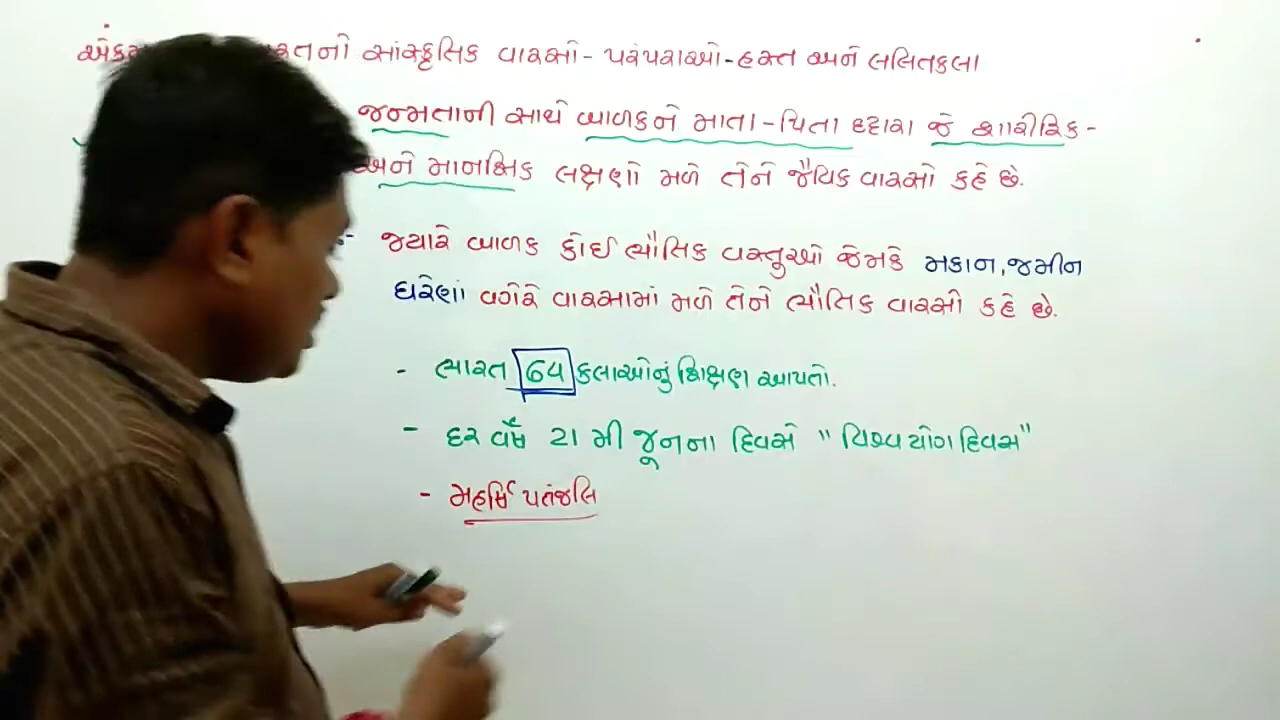 રતનો સાંસ્કૃતિક વારસો - પરંપરાઓ - હસ્ત અને લલિતકલા
જન્મતાની સાથે બાળકને માતા - પિતા દ્વારા જે શારીરિક -
અને માનસિક લક્ષણો મળે તેને જૈવિક વારસો કહે છે.
જ્યારે બાળક કોઈ ભૌતિક વસ્તુઓ જેમકે મકાન, જમીન
ઘરેણાં વગેરે વારસામાં મળે તેને ભૌતિક વારસો કહે છે.
- ભારત 64 કલાઓનું શિક્ષણ આપતો.
- દર વર્ષે 21 મી જૂનના દિવસે "વિશ્વ યોગ દિવસ"
- મહર્ષિ પતંજલિ